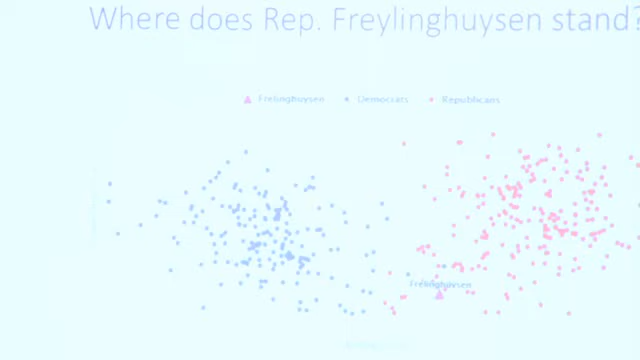 Where does Rep. Freylinghuysen stand?
Frelinghuysen Democrats Republicans
Frelinghuysen